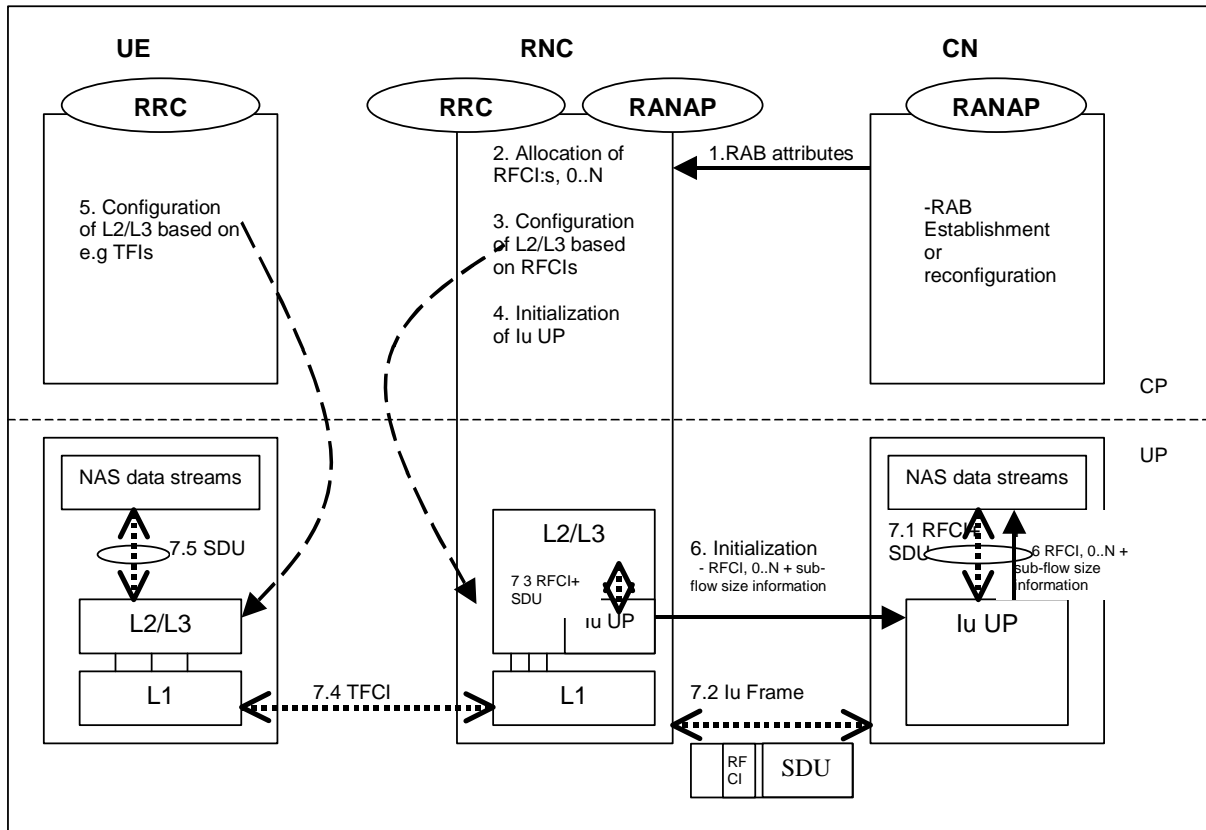 UE
RNC
CN
RRC
RRC
RANAP
RANAP
5. Configuration
of L2/L3 based on
e.g TFIs
2. Allocation of
RFCI:s, 0..N
3. Configuration
of L2/L3 based
on RFCIs
4. Initialization
of Iu UP
1.RAB attributes
-RAB
Establishment
or
reconfiguration
CP
UP
NAS data streams
7.5 SDU
L2/L3
L1
7.4 TFCI
L2/L3
7 3 RFCI+
SDU
Iu UP
L1
6. Initialization
- RFCI, 0..N + sub-
flow size information
7.2 Iu Frame
RF
CI
SDU
NAS data streams
7.1 RFCI+
SDU
6 RFCI, 0..N +
sub-flow size
information
Iu UP